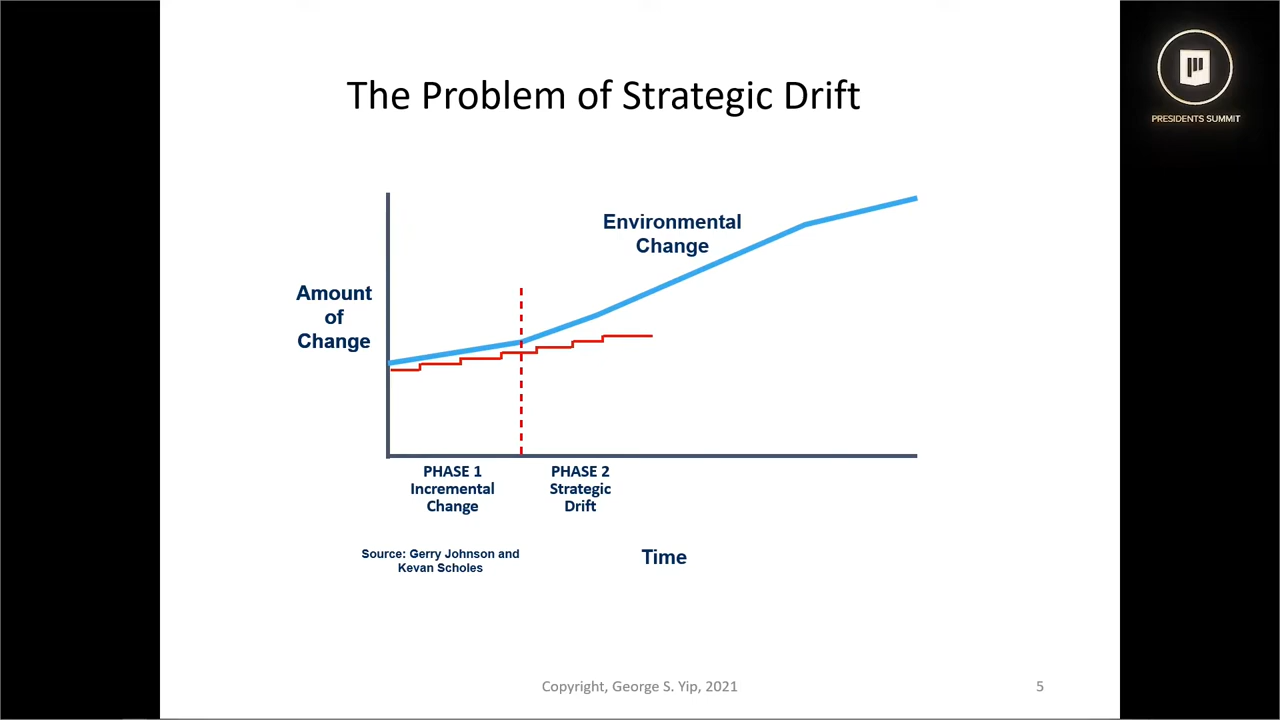 The Problem of Strategic Drift
PRESIDENTS SUMMIT
Environmental
Change
Amount
of
Change
PHASE 1
Incremental
Change
PHASE 2
Strategic
Drift
Source: Gerry Johnson and
Kevan Scholes
Time
Copyright, George S. Yip, 2021
5